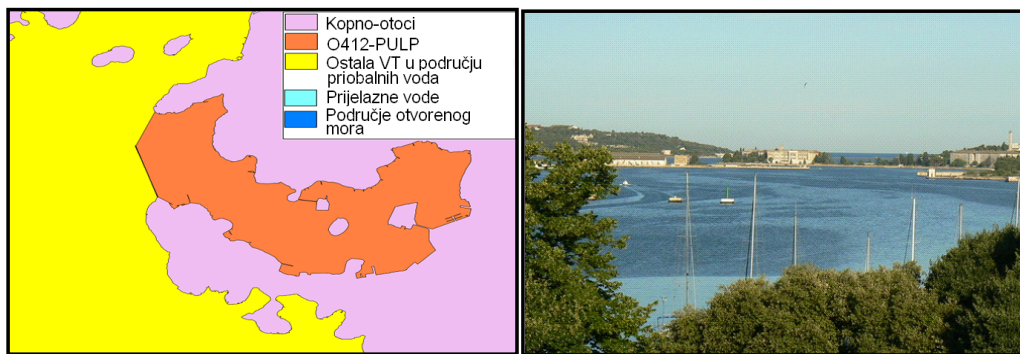 Kopno-otoci
O412-PULP
Ostala VT u području
priobalnih voda
Prijelazne vode
Područje otvorenog
mora